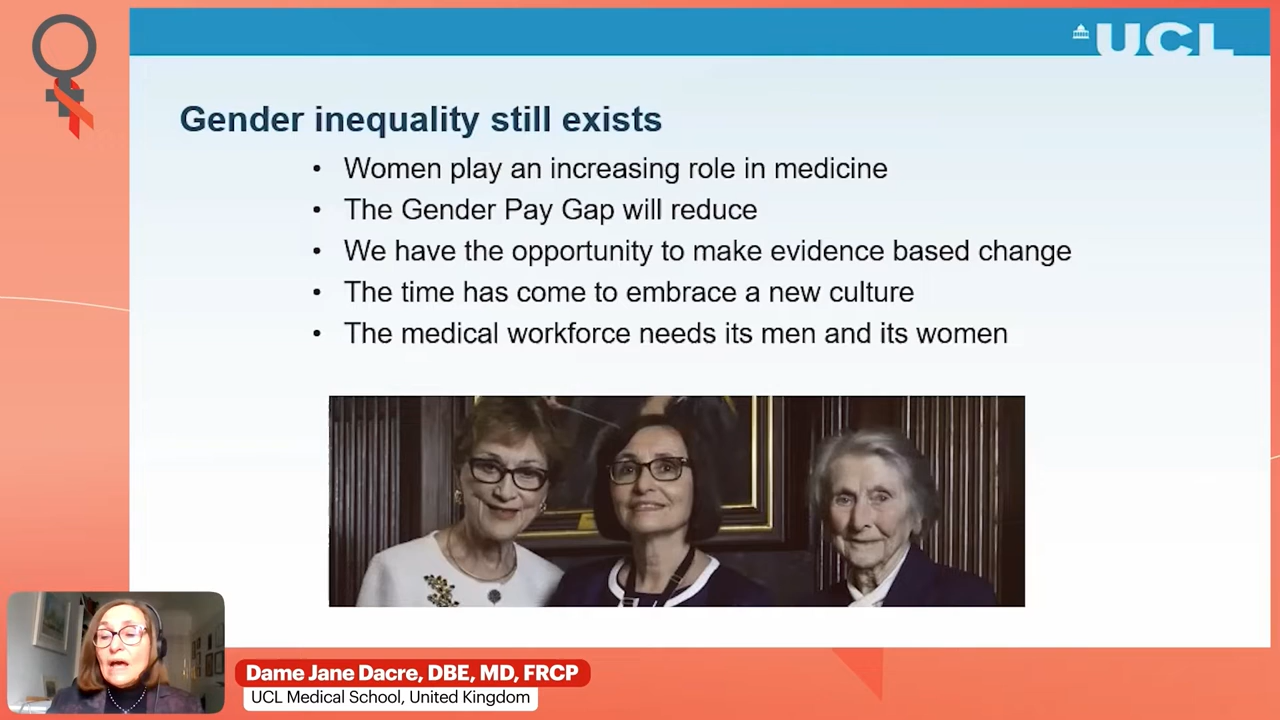 UCL
Gender inequality still exists
• Women play an increasing role in medicine
• The Gender Pay Gap will reduce
• We have the opportunity to make evidence based change
• The time has come to embrace a new culture
• The medical workforce needs its men and its women
Dame Jane Dacre, DBE, MD, FRCP
UCL Medical School, United Kingdom